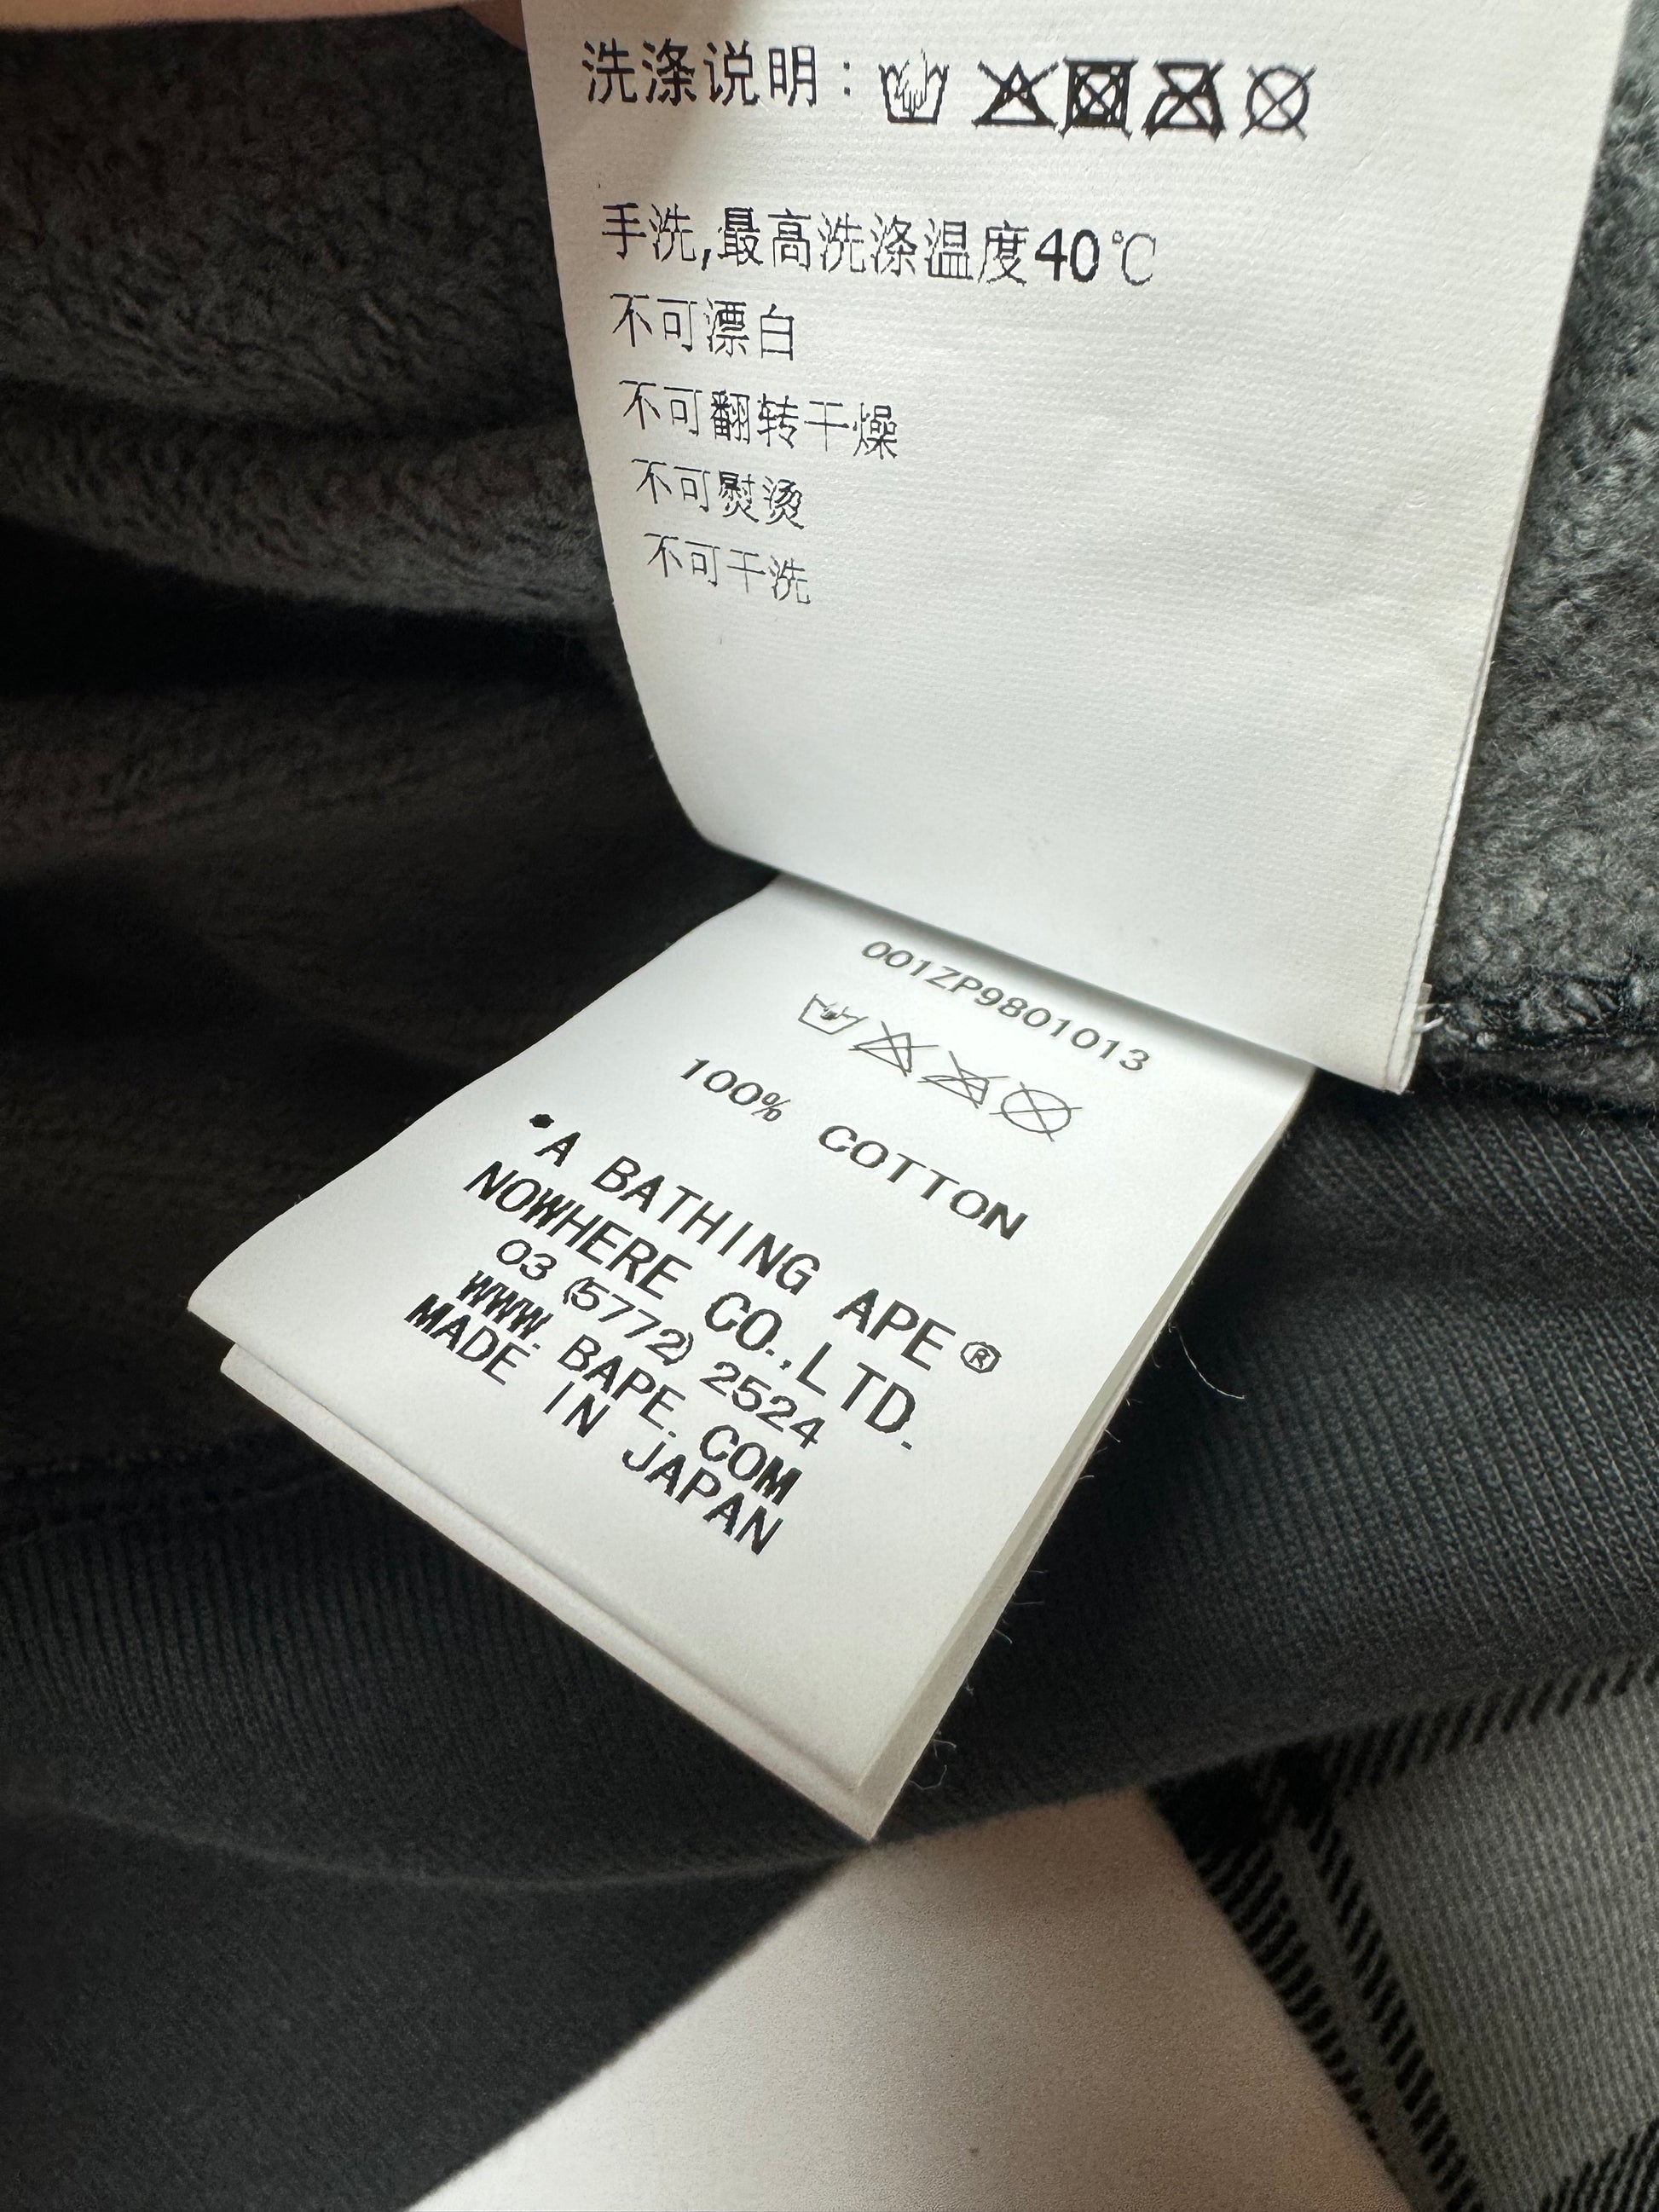 洗涤说明：
手洗,最高洗涤温度40℃
不可漂白
不可翻转干燥
不可熨烫
不可干洗
001ZP9801013
100% COTTON
•A BATHING APE®
NOWHERE CO.,LTD.
03 (5772) 2524
WWW. BAPE. COM
MADE IN JAPAN